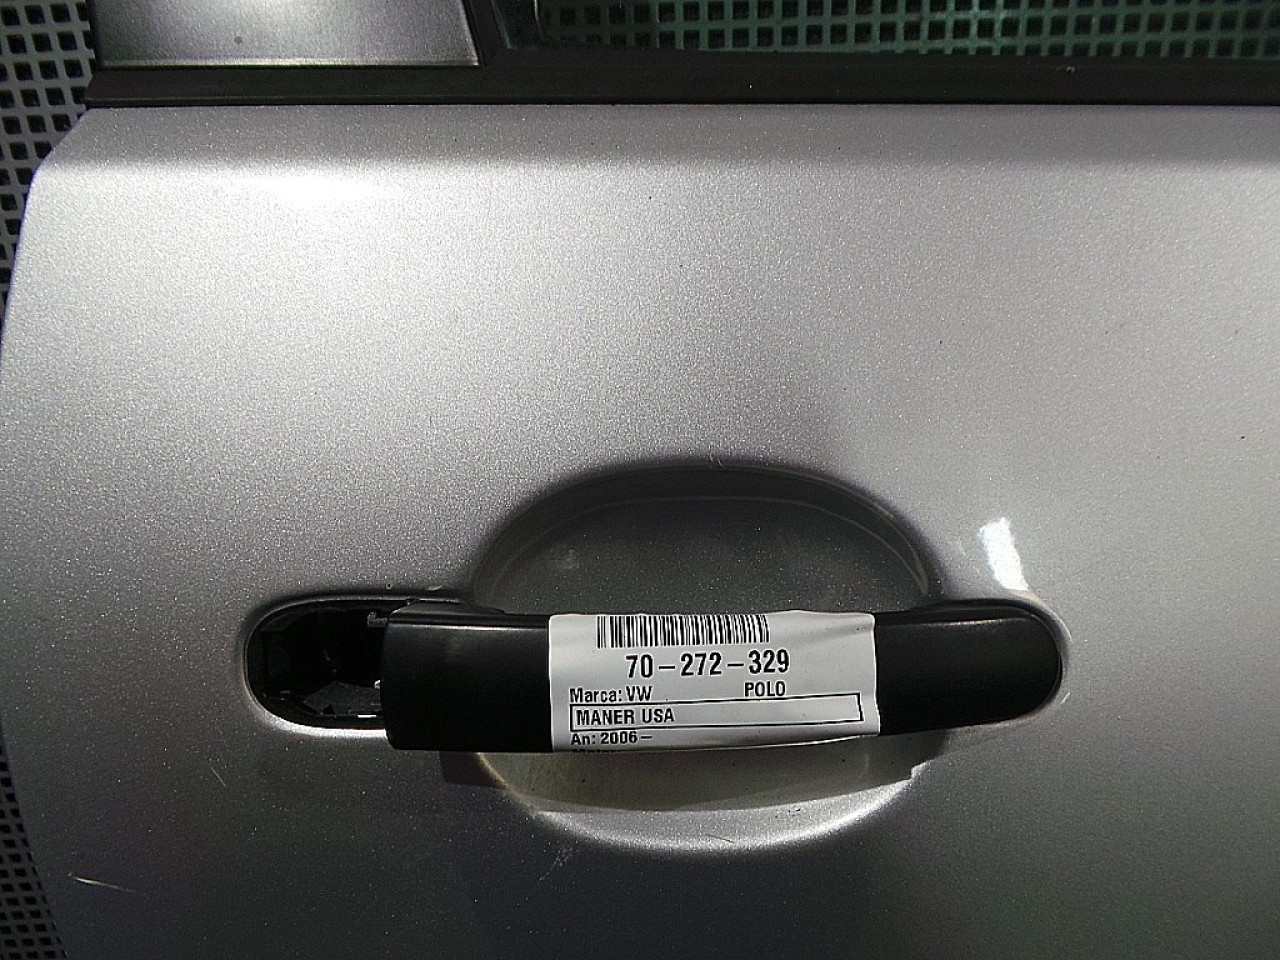 70-272-329
Marca: VW POLO
MANER USA
An: 2006-